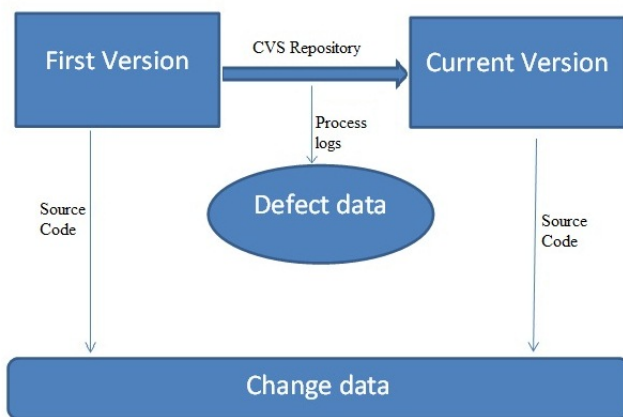 First Version
CVS Repository
Current Version
Process
logs
Defect data
Source
Code
Source
Code
Change data